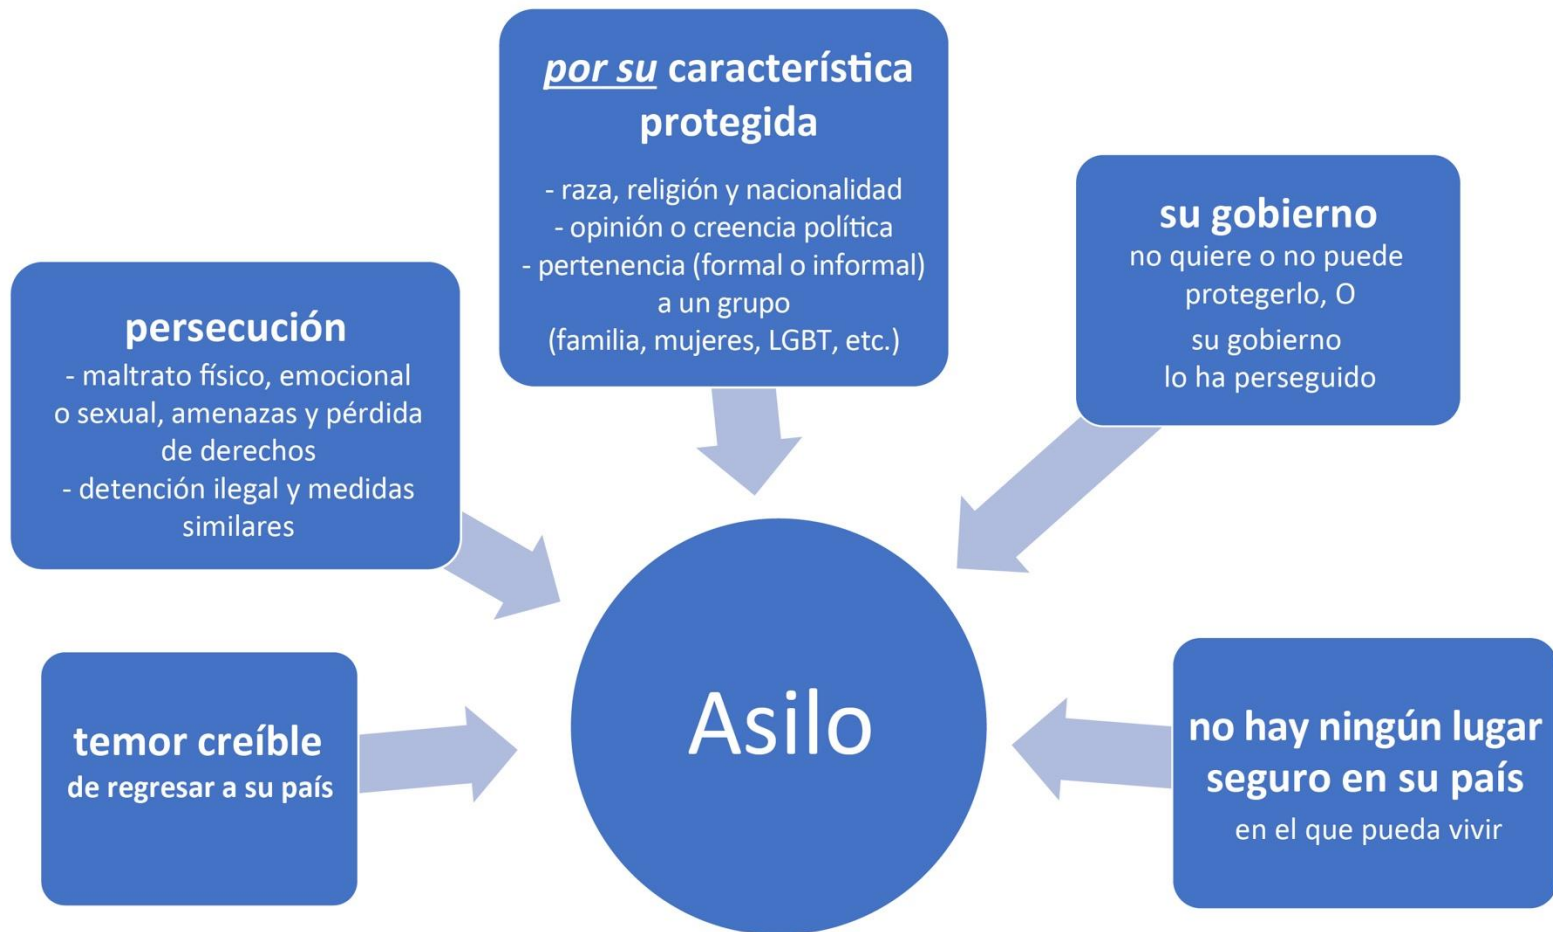 temor creíble
de regresar a su país
persecución
- maltrato físico, emocional
o sexual, amenazas y pérdida
de derechos
- detención ilegal y medidas
similares
por su característica
protegida
- raza, religión y nacionalidad
- opinión o creencia política
- pertenencia (formal o informal)
a un grupo
(familia, mujeres, LGBT, etc.)
su gobierno
no quiere o no puede
protegerlo, O
su gobierno
lo ha perseguido
no hay ningún lugar
seguro en su país
en el que pueda vivir
Asilo